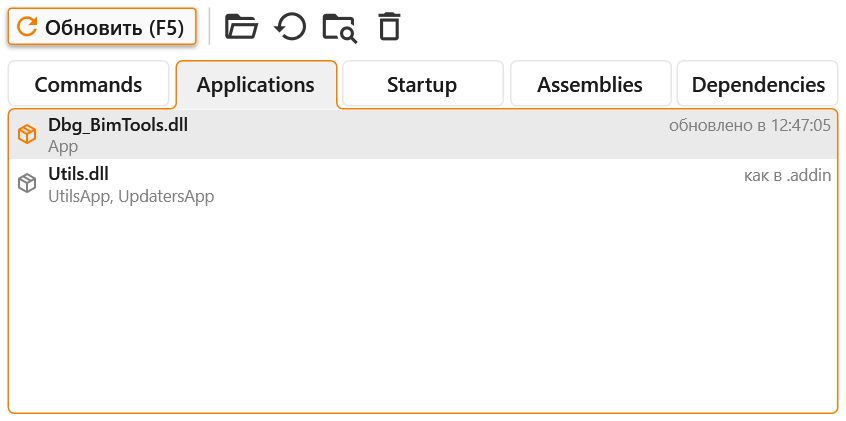 Обновить (F5)
Commands Applications Startup Assemblies Dependencies
Dbg_BimTools.dll обновлено в 12:47:05
App
Utils.dll как в .addin
UtilsApp, UpdatersApp